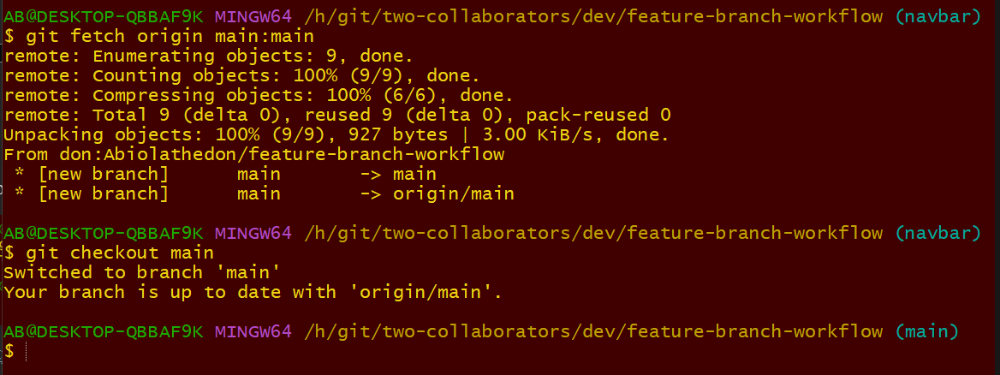 AB@DESKTOP-QBBAF9K MINGW64 /h/git/two-collaborators/dev/feature-branch-workflow (navbar)
$ git fetch origin main:main
remote: Enumerating objects: 9, done.
remote: Counting objects: 100% (9/9), done.
remote: Compressing objects: 100% (6/6), done.
remote: Total 9 (delta 0), reused 9 (delta 0), pack-reused 0
Unpacking objects: 100% (9/9), 927 bytes | 3.00 KiB/s, done.
From don:Abiolathedon/feature-branch-workflow
 * [new branch]      main       -> main
 * [new branch]      main       -> origin/main
AB@DESKTOP-QBBAF9K MINGW64 /h/git/two-collaborators/dev/feature-branch-workflow (navbar)
$ git checkout main
Switched to branch 'main'
Your branch is up to date with 'origin/main'.
AB@DESKTOP-QBBAF9K MINGW64 /h/git/two-collaborators/dev/feature-branch-workflow (main)
$